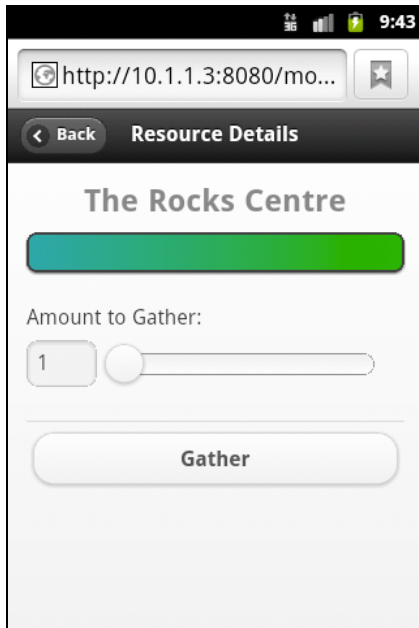 3G 9:43
http://10.1.1.3:8080/mo...
Back Resource Details
The Rocks Centre
Amount to Gather:
1
Gather